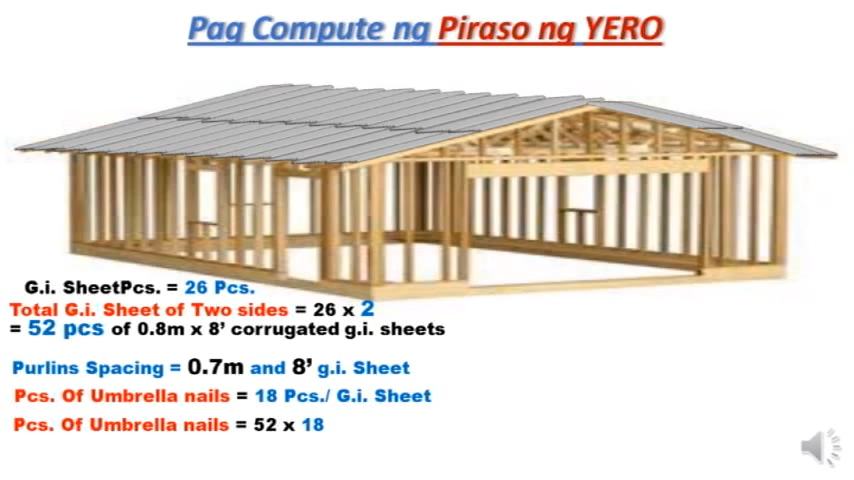 Pag Compute ng Piraso ng YERO
G.i. SheetPcs. = 26 Pcs.
Total G.i. Sheet of Two sides = 26 x 2
= 52 pcs of 0.8m x 8’ corrugated g.i. sheets
Purlins Spacing = 0.7m and 8’ g.i. Sheet
Pcs. Of Umbrella nails = 18 Pcs./ G.i. Sheet
Pcs. Of Umbrella nails = 52 x 18